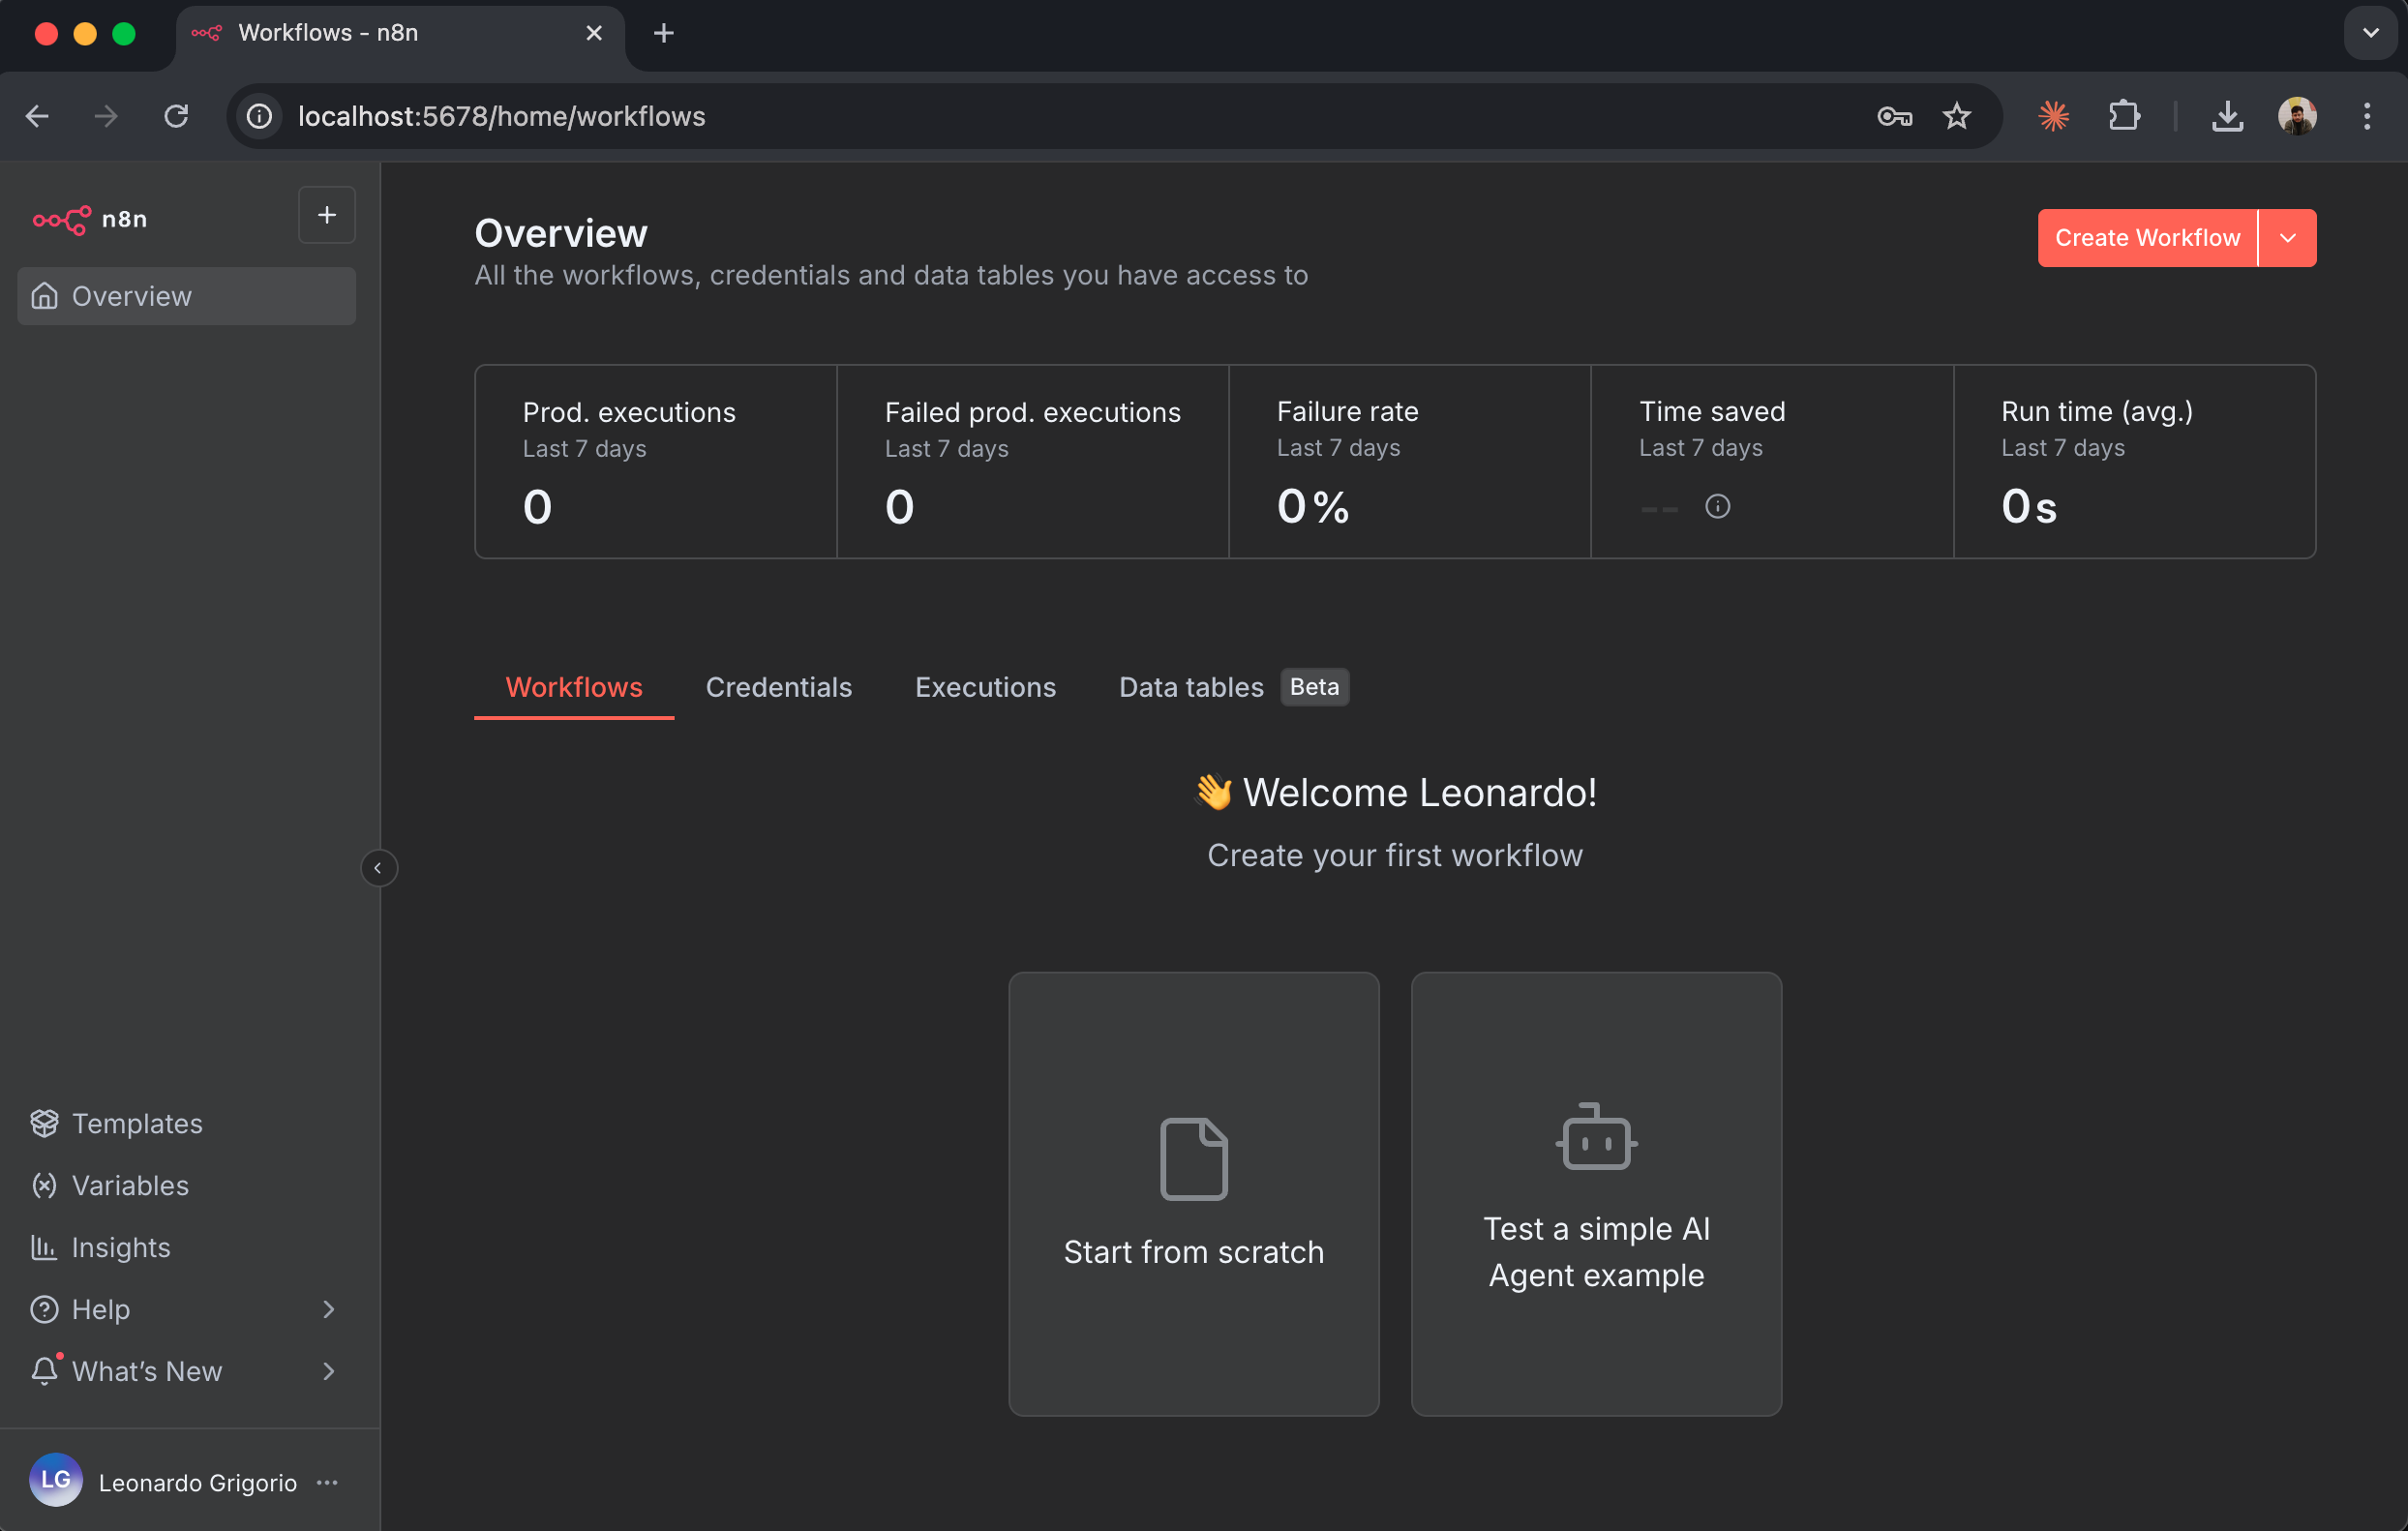 Workflows - n8n
localhost:5678/home/workflows
n8n
Overview
Templates
Variables
Insights
Help
What’s New
LG
Leonardo Grigorio
Overview
All the workflows, credentials and data tables you have access to
Create Workflow
Prod. executions
Last 7 days
0
Failed prod. executions
Last 7 days
0
Failure rate
Last 7 days
0%
Time saved
Last 7 days
--
Run time (avg.)
Last 7 days
0s
Workflows
Credentials
Executions
Data tables
Beta
👋 Welcome Leonardo!
Create your first workflow
Start from scratch
Test a simple AI
Agent example